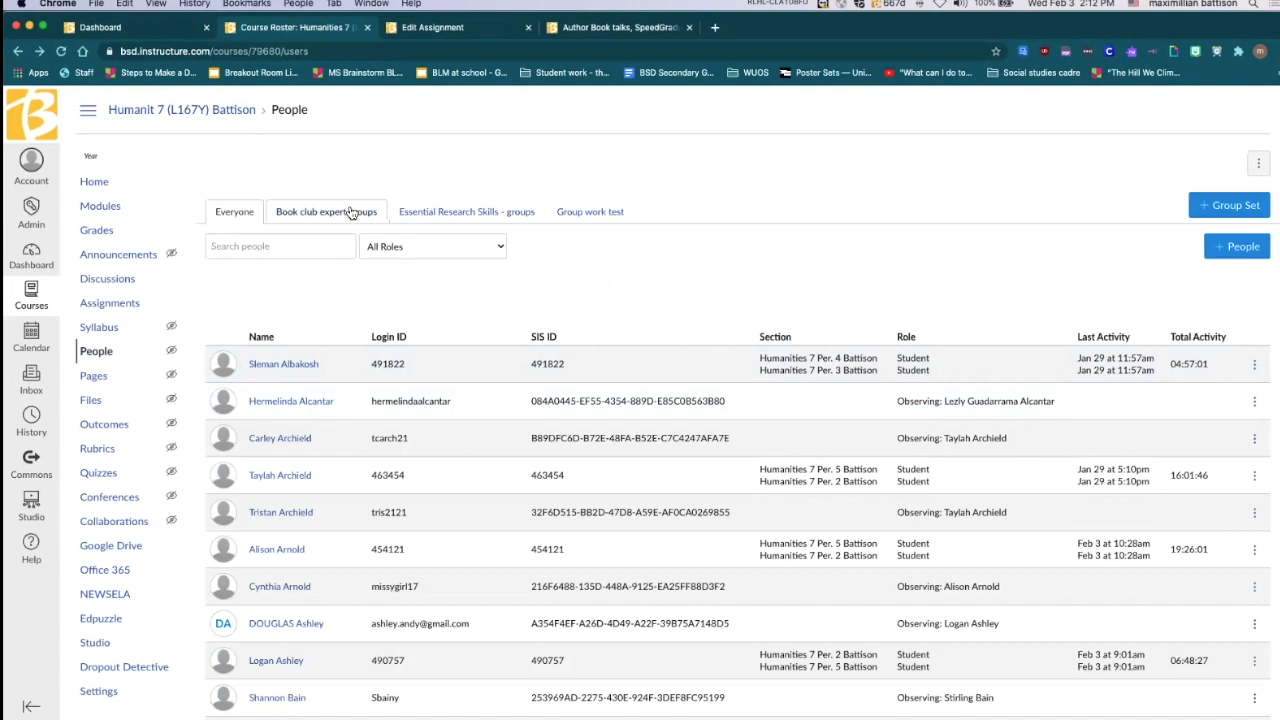 File Edit View History Bookmarks People Tab Window Help
667d 100% Wed Feb 3 2:12 PM maximillian battison
Dashboard Course Roster: Humanities 7 Edit Assignment Author Book talks, SpeedGra
bsd.instructure.com/courses/79680/users
Apps Staff Steps to Make a D... Breakout Room Li... MS Brainstorm BL... BLM at school - G... Student work - th... BSD Secondary G... WUOS Poster Sets — Uni... "What can I do to... Social studies cadre "The Hill We Clim...
Humanit 7 (L167Y) Battison › People
Account
Admin
Dashboard
Courses
Calendar
Inbox
History
Commons
Studio
Help
Year
Home
Modules
Grades
Announcements
Discussions
Assignments
Syllabus
People
Pages
Files
Outcomes
Rubrics
Quizzes
Conferences
Collaborations
Google Drive
Office 365
NEWSELA
Edpuzzle
Studio
Dropout Detective
Settings
Everyone Book club expert groups Essential Research Skills - groups Group work test + Group Set
Search people All Roles + People
Name Login ID SIS ID Section Role Last Activity Total Activity
Sleman Albakosh 491822 491822 Humanities 7 Per. 4 Battison Student Jan 29 at 11:57am 04:57:01
Humanities 7 Per. 3 Battison Student Jan 29 at 11:57am
Hermelinda Alcantar hermelindaalcantar 084A0445-EF55-4354-889D-E85C0B563B80 Observing: Lezly Guadarrama Alcantar
Carley Archield tcarch21 B89DFC6D-B72E-48FA-B52E-C7C4247AFA7E Observing: Taylah Archield
Taylah Archield 463454 463454 Humanities 7 Per. 5 Battison Student Jan 29 at 5:10pm 16:01:46
Humanities 7 Per. 2 Battison Student Jan 29 at 5:10pm
Tristan Archield tris2121 32F6D515-BB2D-47D8-A59E-AF0CA0269855 Observing: Taylah Archield
Alison Arnold 454121 454121 Humanities 7 Per. 5 Battison Student Feb 3 at 10:28am 19:26:01
Humanities 7 Per. 2 Battison Student Feb 3 at 10:28am
Cynthia Arnold missygirl17 216F6488-135D-448A-9125-EA25FF88D3F2 Observing: Alison Arnold
DA DOUGLAS Ashley ashley.andy@gmail.com A354F4EF-A26D-4D49-A22F-39B75A7148D5 Observing: Logan Ashley
Logan Ashley 490757 490757 Humanities 7 Per. 2 Battison Student Feb 3 at 9:01am 06:48:27
Humanities 7 Per. 5 Battison Student Feb 3 at 9:01am
Shannon Bain Sbainy 253969AD-2275-430E-924F-3DEF8FC95199 Observing: Stirling Bain